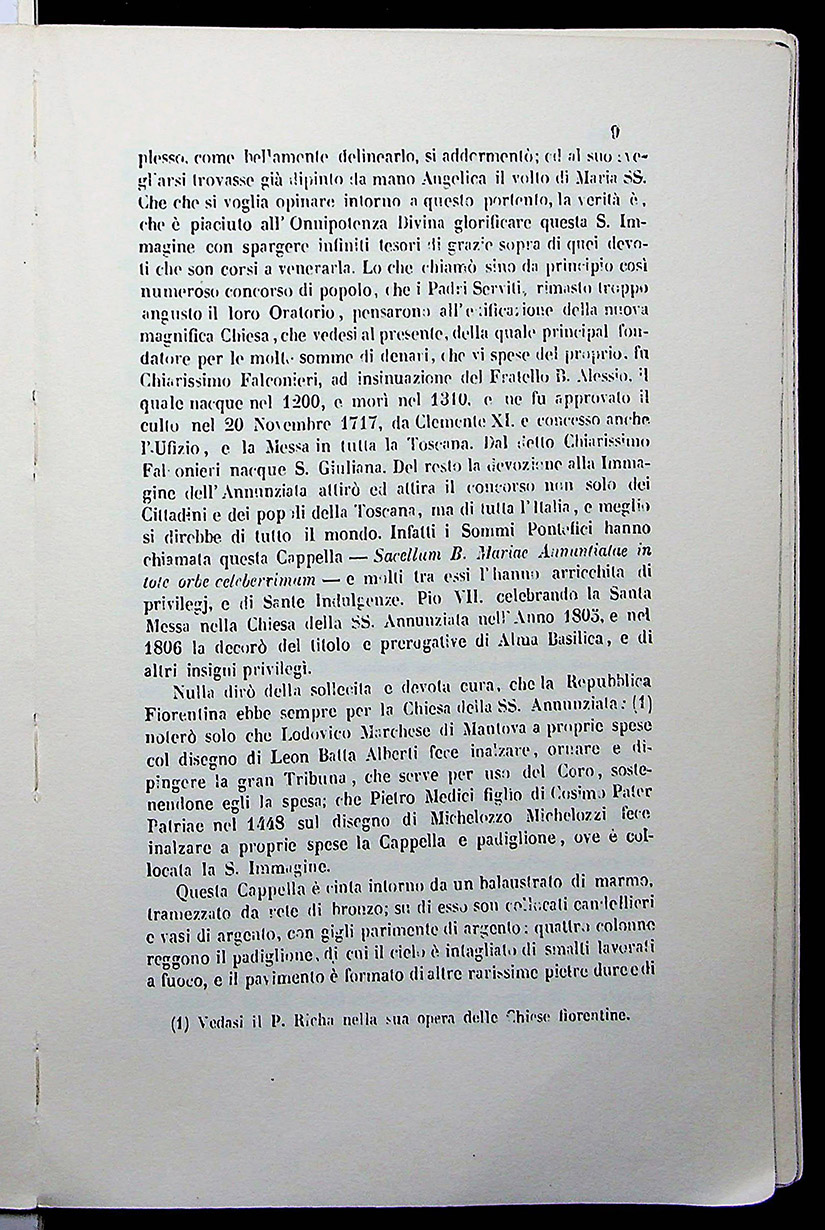 9
plesso, come bellamente delinearlo, si addormentò; ed al suo sve-
gliarsi trovasse già dipinto da mano Angelica il volto di Maria SS.
Che che si voglia opinare intorno a questo portento, la verità è,
che è piaciuto all' Onnipotenza Divina glorificare questa S. Im-
magine con spargere infiniti tesori di grazie sopra di quei devo-
ti che son corsi a venerarla. Lo che chiamò sino da principio così
numeroso concorso di popolo, che i Padri Serviti, rimasto troppo
angusto il loro Oratorio, pensarono all'edificazione della nuova
magnifica Chiesa, che vedesi al presente, della quale principal fon-
datore per le molte somme di denari, che vi spese del proprio, fu
Chiarissimo Falconieri, ad insinuazione del Fratello B. Alessio, il
quale nacque nel 1200, e morì nel 1310, e ne fu approvato il
culto nel 20 Novembre 1717, da Clemente XI. e concesso anche
l'Ufizio, e la Messa in tutta la Toscana. Dal detto Chiarissimo
Falconieri nacque S. Giuliana. Del resto la devozione alla Imma-
gine dell'Annunziata attirò ed attira il concorso non solo dei
Cittadini e dei popoli della Toscana, ma di tutta l'Italia, e meglio
si direbbe di tutto il mondo. Infatti i Sommi Pontefici hanno
chiamata questa Cappella — Sacellum B. Mariae Annuntiatae in
toto orbe celeberrimum — e molti tra essi l'hanno arricchita di
privilegj, e di Sante Indulgenze. Pio VII. celebrando la Santa
Messa nella Chiesa della SS. Annunziata nell'Anno 1805, e nel
1806 la decorò del titolo e prerogative di Alma Basilica, e di
altri insigni privilegì.
Nulla dirò della sollecita e devota cura, che la Repubblica
Fiorentina ebbe sempre per la Chiesa della SS. Annunziata: (1)
noterò solo che Lodovico Marchese di Mantova a proprie spese
col disegno di Leon Batta Alberti fece inalzare, ornare e di-
pingere la gran Tribuna, che serve per uso del Coro, soste-
nendone egli la spesa; che Pietro Medici figlio di Cosimo Pater
Patriae nel 1448 sul disegno di Michelozzo Michelozzi fece
inalzare a proprie spese la Cappella e padiglione, ove è col-
locata la S. Immagine.
Questa Cappella è cinta intorno da un balaustrato di marmo,
tramezzato da rete di bronzo; su di esso son collocati candellieri
e vasi di argento, con gigli parimente di argento: quattro colonne
reggono il padiglione, di cui il cielo è intagliato di smalti lavorati
a fuoco, e il pavimento è formato di altre rarissime pietre dure e di
(1) Vedasi il P. Richa nella sua opera delle Chiese fiorentine.